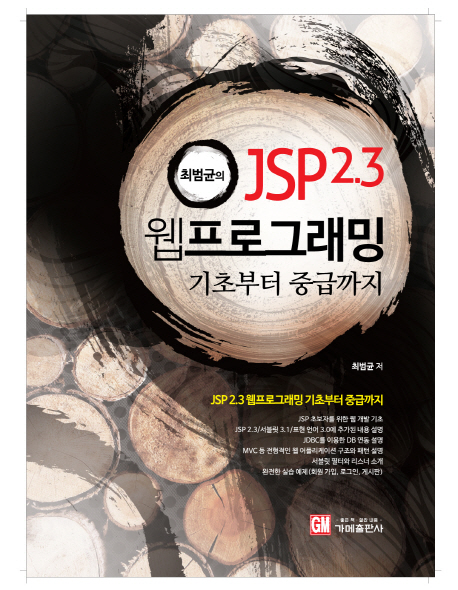 최범균의
JSP 2.3
웹프로그래밍
기초부터 중급까지
최범균 저
JSP 2.3 웹프로그래밍 기초부터 중급까지
JSP 초보자를 위한 웹 개발 기초
JSP 2.3/서블릿 3.1/표현 언어 3.0에 추가된 내용 설명
JDBC를 이용한 DB 연동 설명
MVC 등 전형적인 웹 어플리케이션 구조와 패턴 설명
서블릿 필터와 리스너 소개
완전한 실습 예제(회원 가입, 로그인, 게시판)
GM
가메출판사